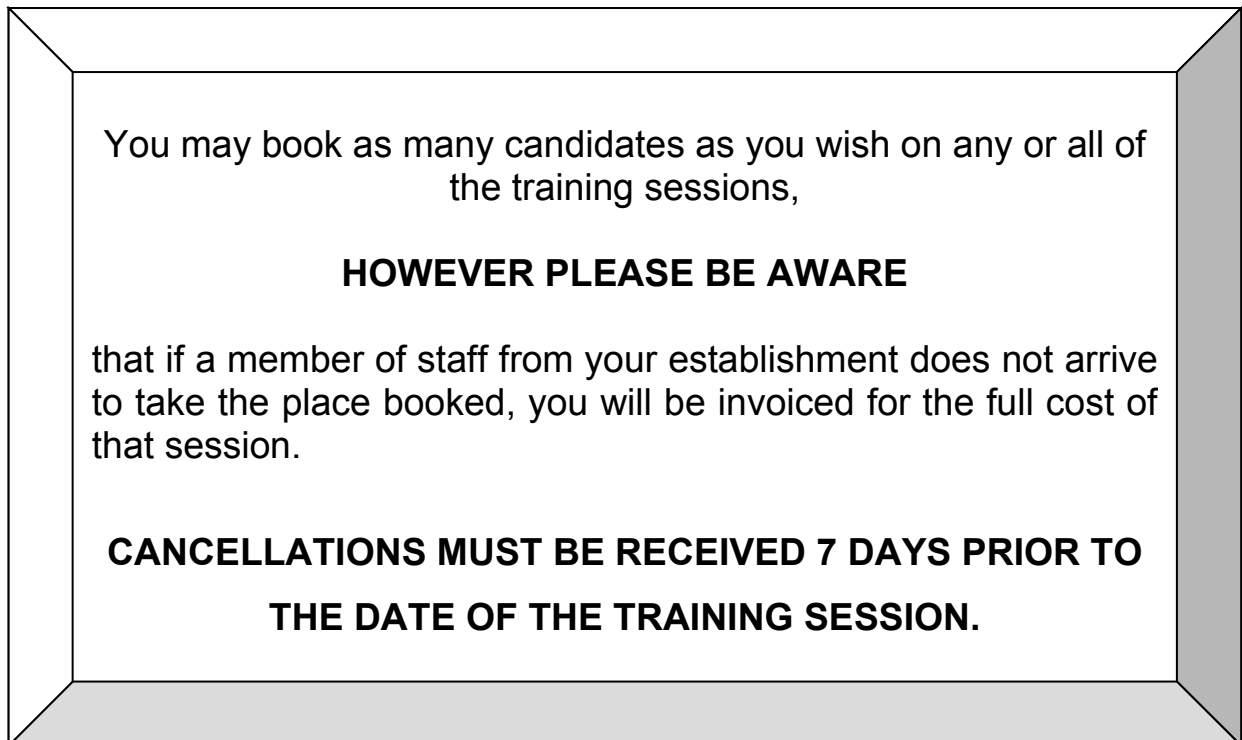 You may book as many candidates as you wish on any or all of
the training sessions,
HOWEVER PLEASE BE AWARE
that if a member of staff from your establishment does not arrive
to take the place booked, you will be invoiced for the full cost of
that session.
CANCELLATIONS MUST BE RECEIVED 7 DAYS PRIOR TO
THE DATE OF THE TRAINING SESSION.